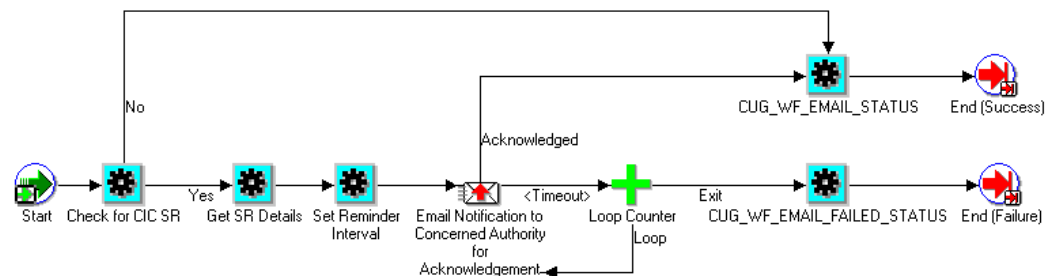 No
CUG_WF_EMAIL_STATUS
End (Success)
Acknowledged
Start
Check for CIC SR
Yes
Get SR Details
Set Reminder
Interval
Email Notification to
Concerned Authority
for
Acknowledgement
<Timeout>
Loop Counter
Loop
Exit
CUG_WF_EMAIL_FAILED_STATUS
End (Failure)